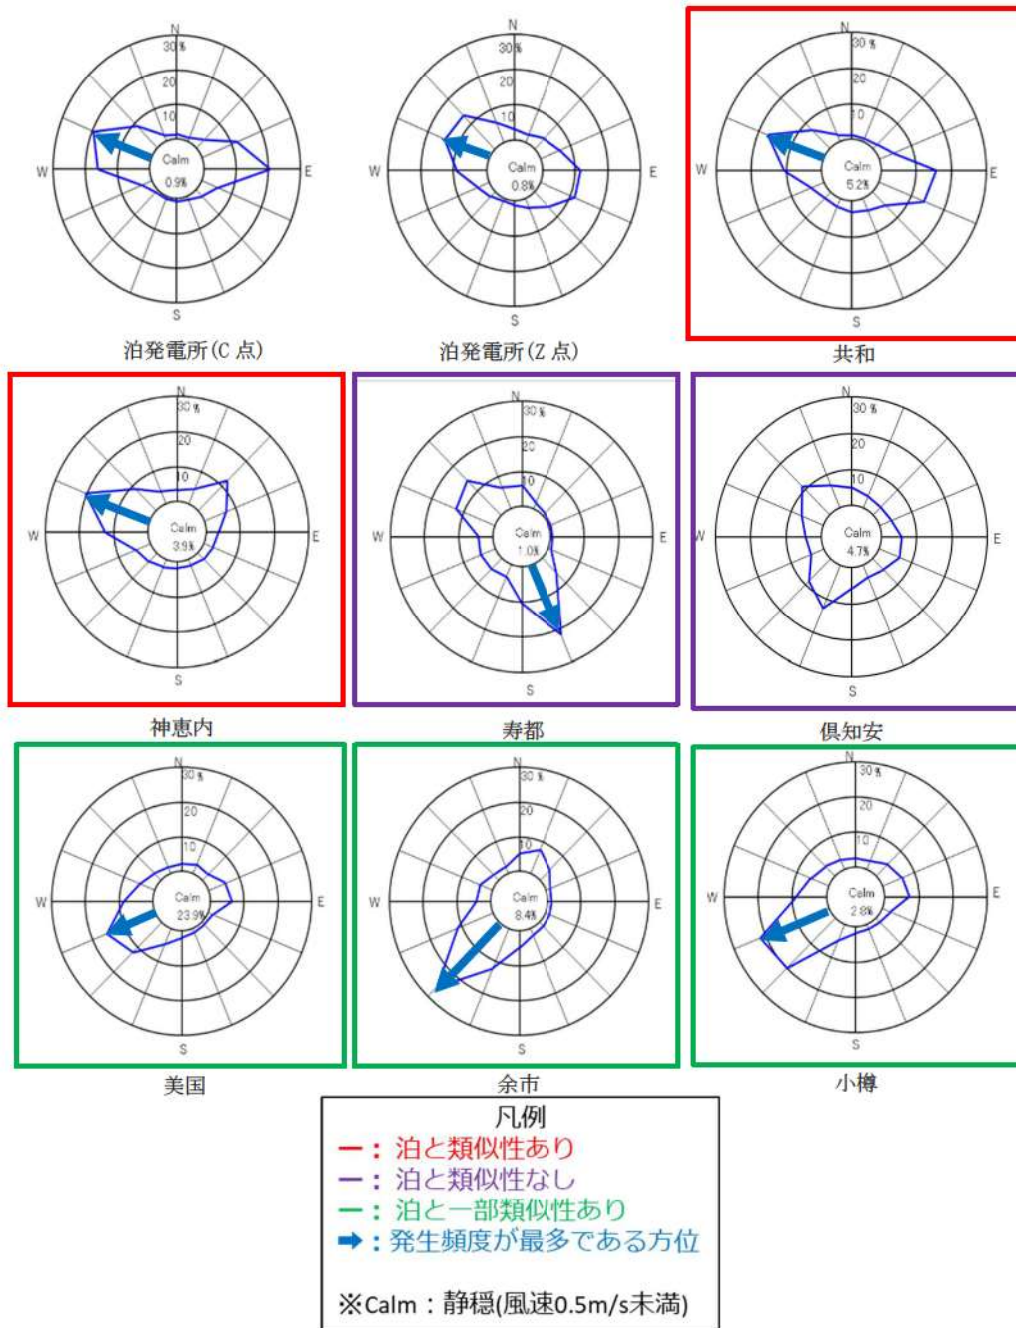 N
30%
20
10
W
E
Calm
0.9%
S
泊発電所(C 点)
N
30%
20
10
W
E
Calm
0.8%
S
泊発電所(Z 点)
N
30%
20
10
W
E
Calm
5.2%
S
共和
N
30%
20
10
W
E
Calm
3.9%
S
神恵内
N
30%
20
10
W
E
Calm
1.0%
S
寿都
N
30%
20
10
W
E
Calm
4.7%
S
倶知安
N
30%
20
10
W
E
Calm
23.9%
S
美国
N
30%
20
10
W
E
Calm
8.4%
S
余市
N
30%
20
10
W
E
Calm
2.8%
S
小樽
凡例
ー：泊と類似性あり
ー：泊と類似性なし
ー：泊と一部類似性あり
➡：発生頻度が最多である方位
※Calm：静穏(風速0.5m/s未満)